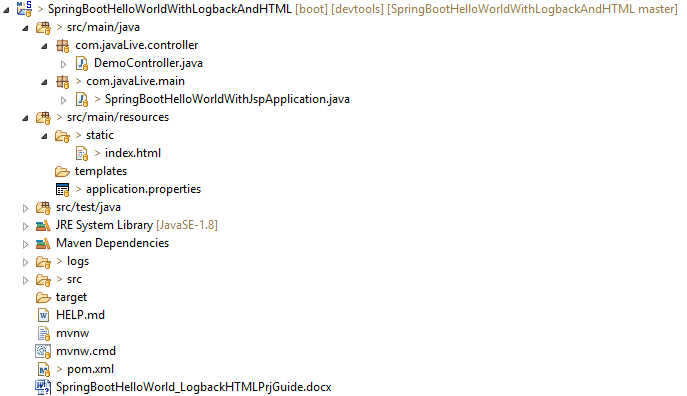 > SpringBootHelloWorldWithLogbackAndHTML [boot] [devtools] [SpringBootHelloWorldWithLogbackAndHTML master]
> src/main/java
com.javaLive.controller
DemoController.java
> com.javaLive.main
> SpringBootHelloWorldWithJspApplication.java
> src/main/resources
> static
> index.html
templates
> application.properties
src/test/java
JRE System Library [JavaSE-1.8]
Maven Dependencies
> logs
> src
target
HELP.md
mvnw
mvnw.cmd
> pom.xml
SpringBootHelloWorld_LogbackHTMLPrjGuide.docx